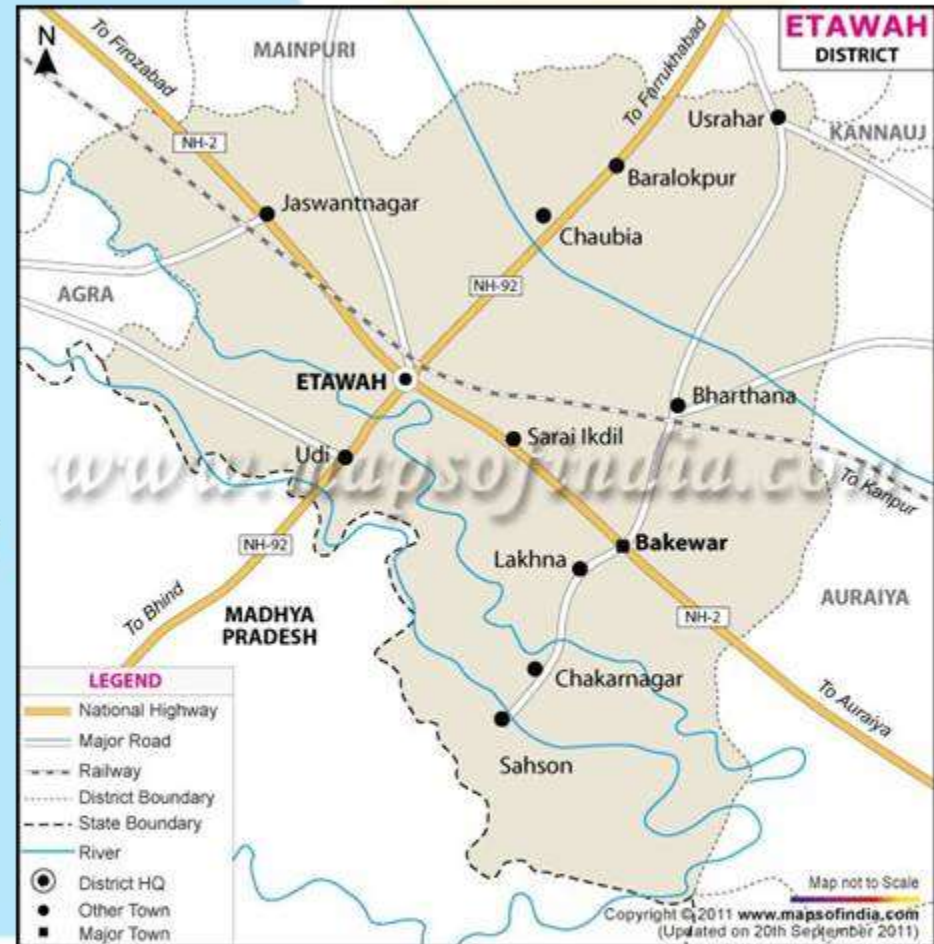 ETAWAH
DISTRICT
N
To Firozabad
MAINPURI
To Farrukhabad
Usrahar
KANNAUJ
NH-2
Baralokpur
Jaswantnagar
Chaubia
AGRA
NH-92
ETAWAH
Bharthana
Sarai Ikdil
Udi
www.mapsofindia.com
To Kanpur
NH-92
Bakewar
Lakhna
AURAIYA
To Bhind
MADHYA
PRADESH
NH-2
Chakarnagar
To Auraiya
Sahson
LEGEND
National Highway
Major Road
Railway
District Boundary
State Boundary
River
District HQ
Other Town
Major Town
Map not to Scale
Copyright © 2011 www.mapsofindia.com
(Updated on 20th September 2011)